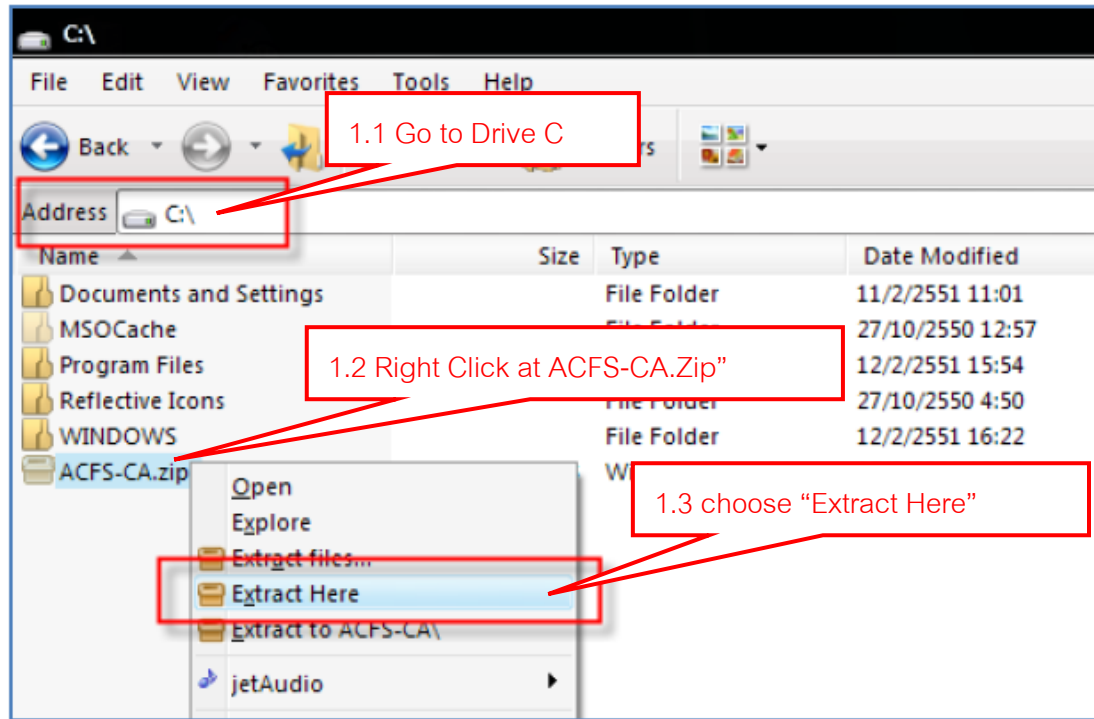 C:\
File Edit View Favorites Tools Help
1.1 Go to Drive C
Back
Address C:\
Name Size Type Date Modified
Documents and Settings File Folder 11/2/2551 11:01
MSOCache File Folder 27/10/2550 12:57
1.2 Right Click at ACFS-CA.Zip”
Program Files 12/2/2551 15:54
Reflective Icons File Folder 27/10/2550 4:50
WINDOWS File Folder 12/2/2551 16:22
ACFS-CA.zip
1.3 choose “Extract Here”
Open
Explore
Extract files...
Extract Here
Extract to ACFS-CA\
jetAudio